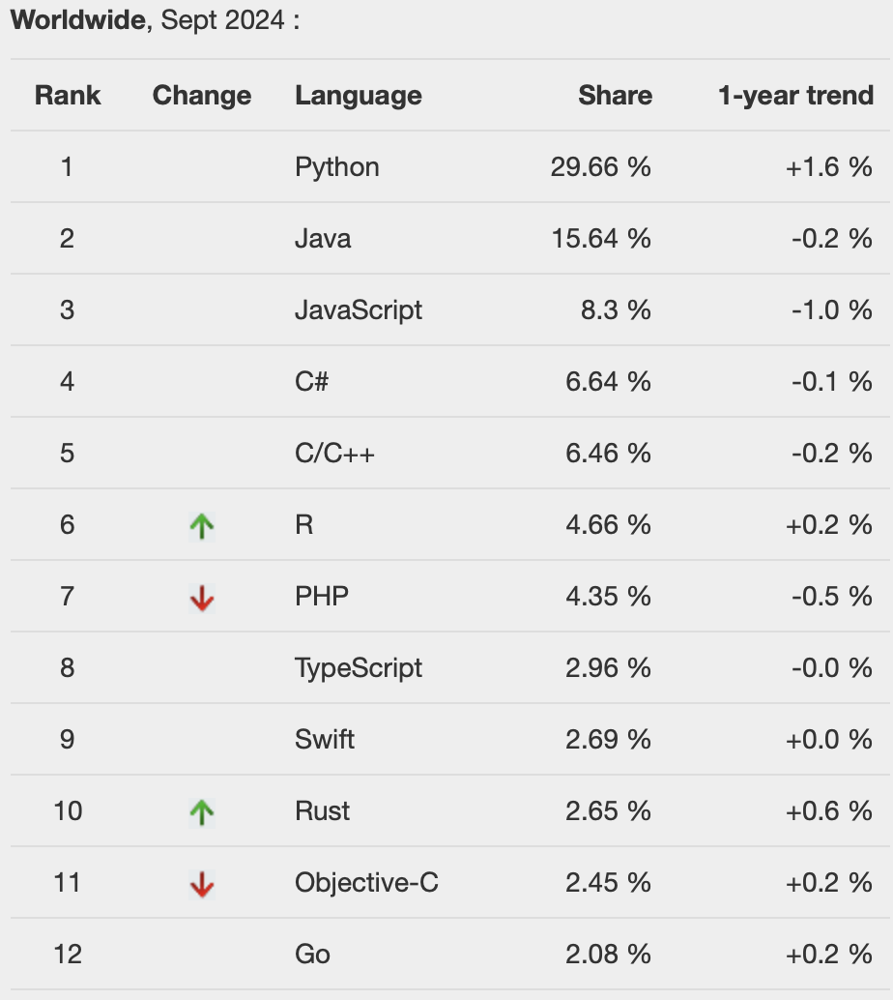 Worldwide, Sept 2024 :
Rank Change Language Share 1-year trend
1 Python 29.66 % +1.6 %
2 Java 15.64 % -0.2 %
3 JavaScript 8.3 % -1.0 %
4 C# 6.64 % -0.1 %
5 C/C++ 6.46 % -0.2 %
6 R 4.66 % +0.2 %
7 PHP 4.35 % -0.5 %
8 TypeScript 2.96 % -0.0 %
9 Swift 2.69 % +0.0 %
10 Rust 2.65 % +0.6 %
11 Objective-C 2.45 % +0.2 %
12 Go 2.08 % +0.2 %